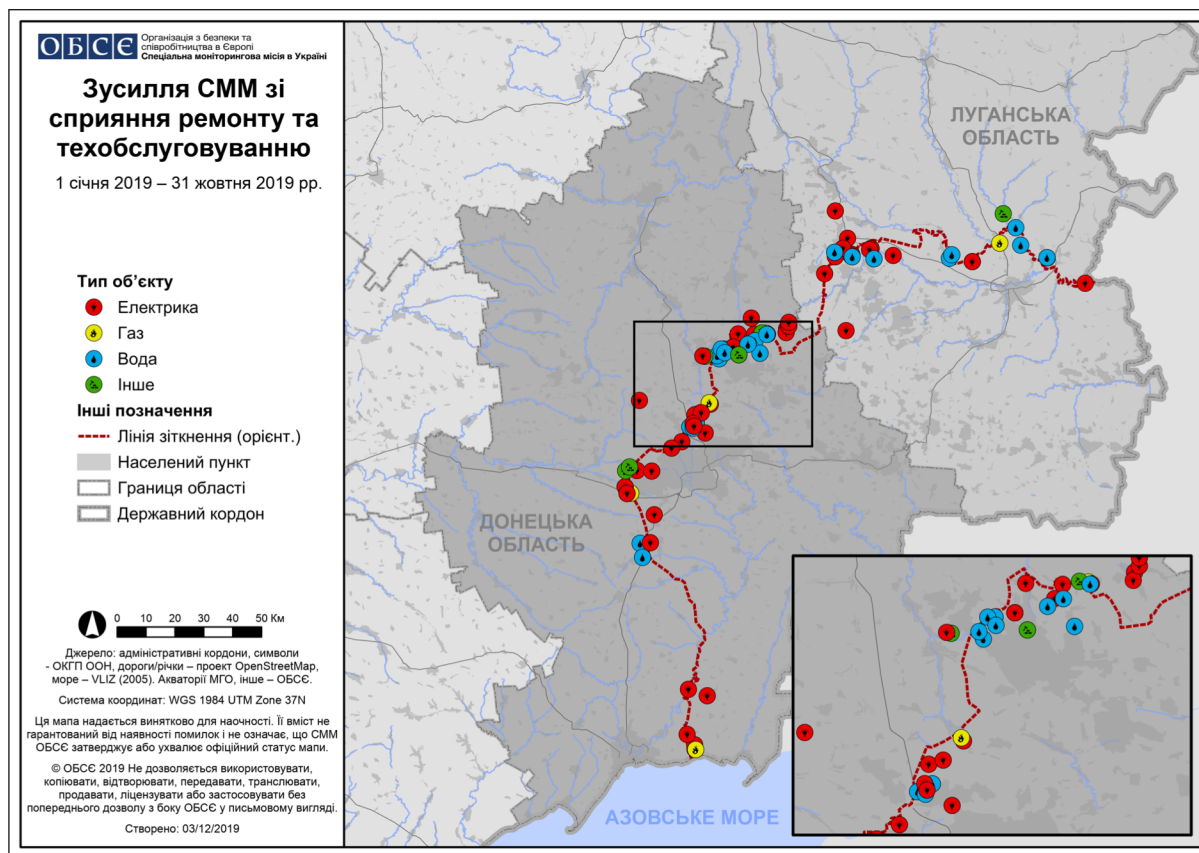 ОБСЄ
Організація з безпеки та
співробітництва в Європі
Спеціальна моніторингова місія в Україні
Зусилля СММ зі
сприяння ремонту та
техобслуговуванню
1 січня 2019 – 31 жовтня 2019 рр.
Тип об’єкту
Електрика
Газ
Вода
Інше
Інші позначення
Лінія зіткнення (орієнт.)
Населений пункт
Границя області
Державний кордон
0 10 20 30 40 50 Км
Джерело: адміністративні кордони, символи
- ОКГП ООН, дороги/річки – проект OpenStreetMap,
море – VLIZ (2005). Акваторії МГО, інше – ОБСЄ.
Система координат: WGS 1984 UTM Zone 37N
Ця мапа надається винятково для наочності. Її вміст не
гарантований від наявності помилок і не означає, що СММ
ОБСЄ затверджує або ухвалює офіційний статус мапи.
© ОБСЄ 2019 Не дозволяється використовувати,
копіювати, відтворювати, передавати, транслювати,
продавати, ліцензувати або застосовувати без
попереднього дозволу з боку ОБСЄ у письмовому вигляді.
Створено: 03/12/2019
ЛУГАНСЬКА
ОБЛАСТЬ
ДОНЕЦЬКА
ОБЛАСТЬ
АЗОВСЬКЕ МОРЕ